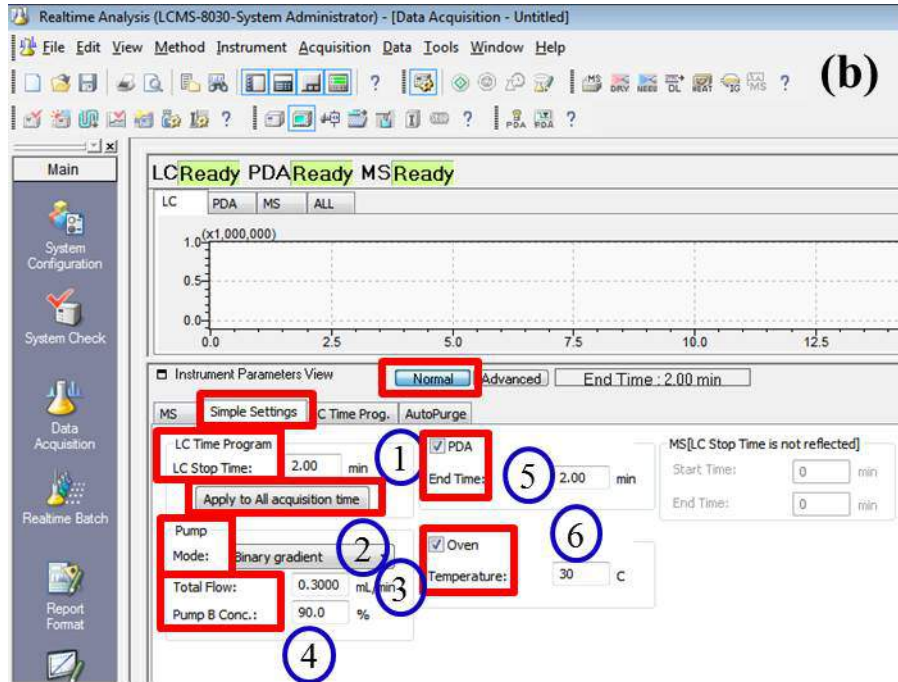 Realtime Analysis (LCMS-8030-System Administrator) - [Data Acquisition - Untitled]
File Edit View Method Instrument Acquisition Data Tools Window Help
(b)
Main
System Configuration
System Check
Data Acquisition
Realtime Batch
Report Format
LC Ready PDA Ready MS Ready
LC PDA MS ALL
(x1,000,000)
1.0
0.5
0.0
0.0 2.5 5.0 7.5 10.0 12.5
Instrument Parameters View Normal Advanced End Time : 2.00 min
MS Simple Settings C Time Prog. AutoPurge
LC Time Program
LC Stop Time: 2.00 min 1
Apply to All acquisition time
Pump
Mode: Binary gradient 2
Total Flow: 0.3000 mL/min 3
Pump B Conc.: 90.0 %
4
PDA
End Time: 5 2.00 min
6
Oven
Temperature: 30 C
MS[LC Stop Time is not reflected]
Start Time: 0 min
End Time: 0 min